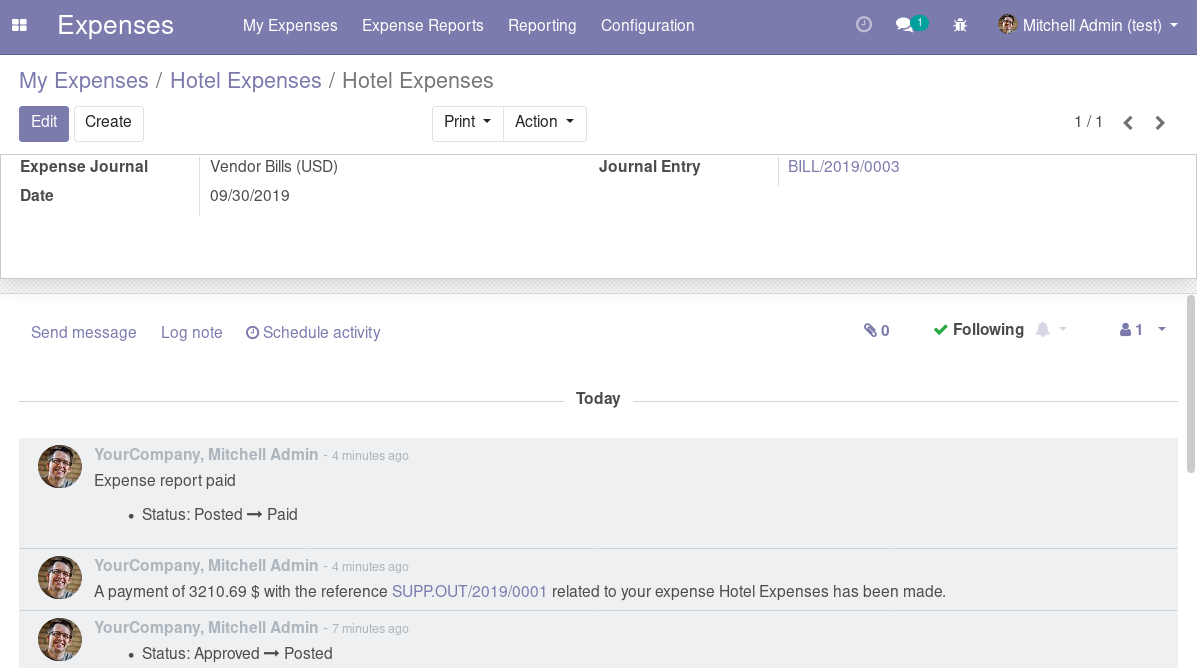 Expenses My Expenses Expense Reports Reporting Configuration 1 Mitchell Admin (test)
My Expenses / Hotel Expenses / Hotel Expenses
Edit Create Print Action 1 / 1
Expense Journal Vendor Bills (USD) Journal Entry BILL/2019/0003
Date 09/30/2019
Send message Log note Schedule activity 0 Following 1
Today
YourCompany, Mitchell Admin - 4 minutes ago
Expense report paid
• Status: Posted → Paid
YourCompany, Mitchell Admin - 4 minutes ago
A payment of 3210.69 $ with the reference SUPP.OUT/2019/0001 related to your expense Hotel Expenses has been made.
YourCompany, Mitchell Admin - 7 minutes ago
• Status: Approved → Posted